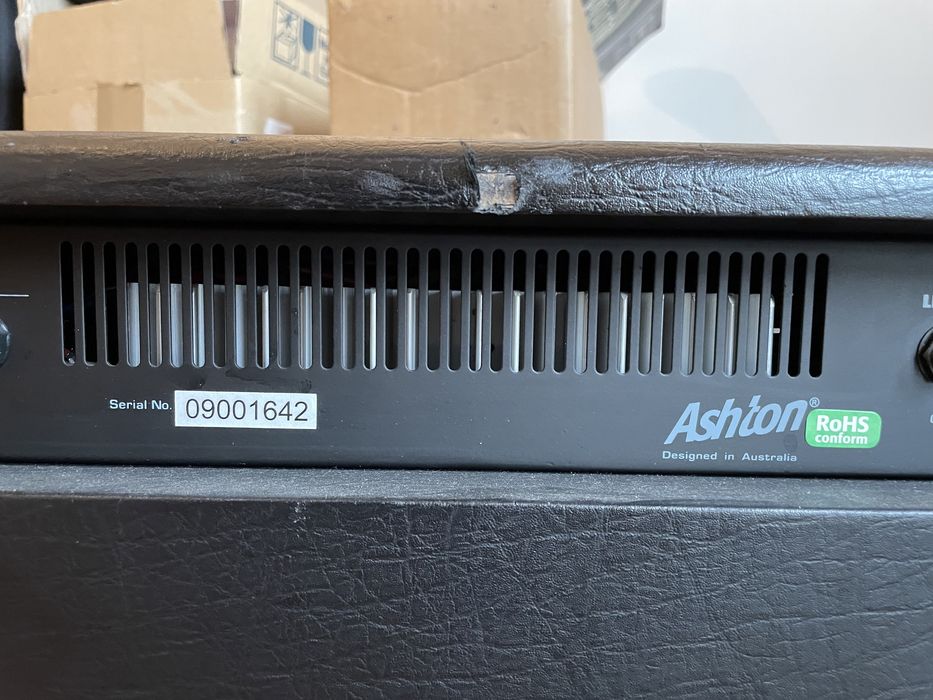 Serial No. 09001642
Ashton®
Designed in Australia
RoHS
conform